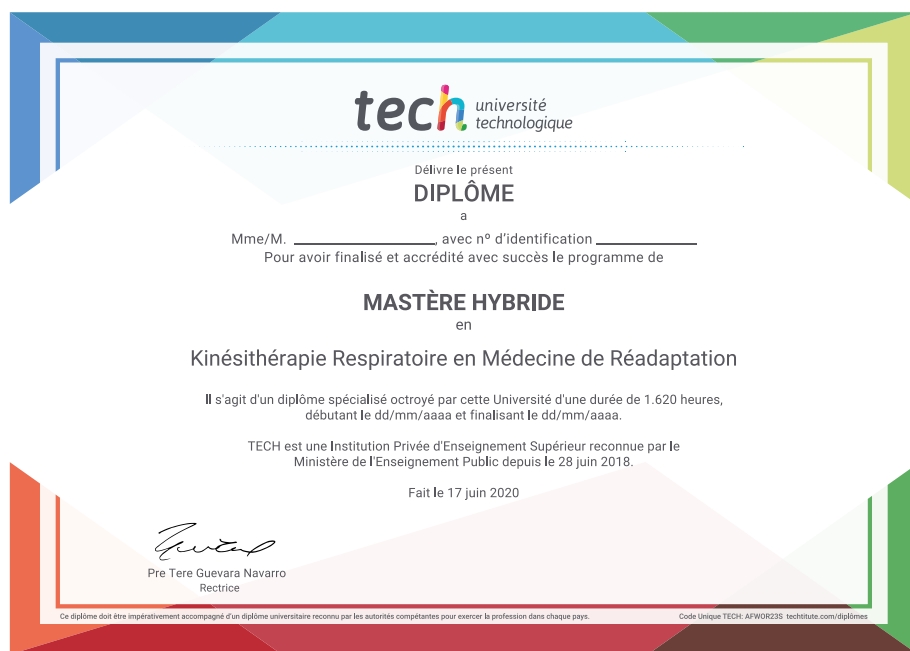 tech université
technologique
Délivre le présent
DIPLÔME
a
Mme/M. ____________________, avec nº d'identification ______________
Pour avoir finalisé et accrédité avec succès le programme de
MASTÈRE HYBRIDE
en
Kinésithérapie Respiratoire en Médecine de Réadaptation
Il s'agit d'un diplôme spécialisé octroyé par cette Université d'une durée de 1.620 heures,
débutant le dd/mm/aaaa et finalisant le dd/mm/aaaa.
TECH est une Institution Privée d'Enseignement Supérieur reconnue par le
Ministère de l'Enseignement Public depuis le 28 juin 2018.
Fait le 17 juin 2020
Pre Tere Guevara Navarro
Rectrice
Ce diplôme doit être impérativement accompagné d'un diplôme universitaire reconnu par les autorités compétantes pour exercer la profession dans chaque pays.
Code Unique TECH: AFWOR23S techtitute.com/diplômes